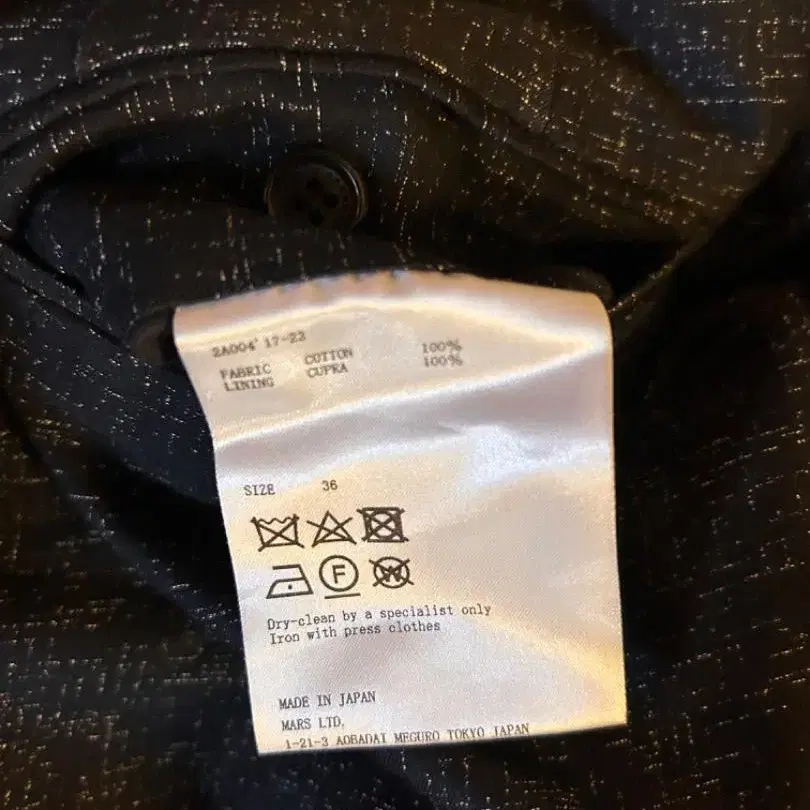 2A004 17-23
FABRIC COTTON 100%
LINING CUPRA 100%
SIZE 36
F W
Dry-clean by a specialist only
Iron with press clothes
MADE IN JAPAN
MARS LTD.
1-21-3 AOBADAI MEGURO TOKYO JAPAN